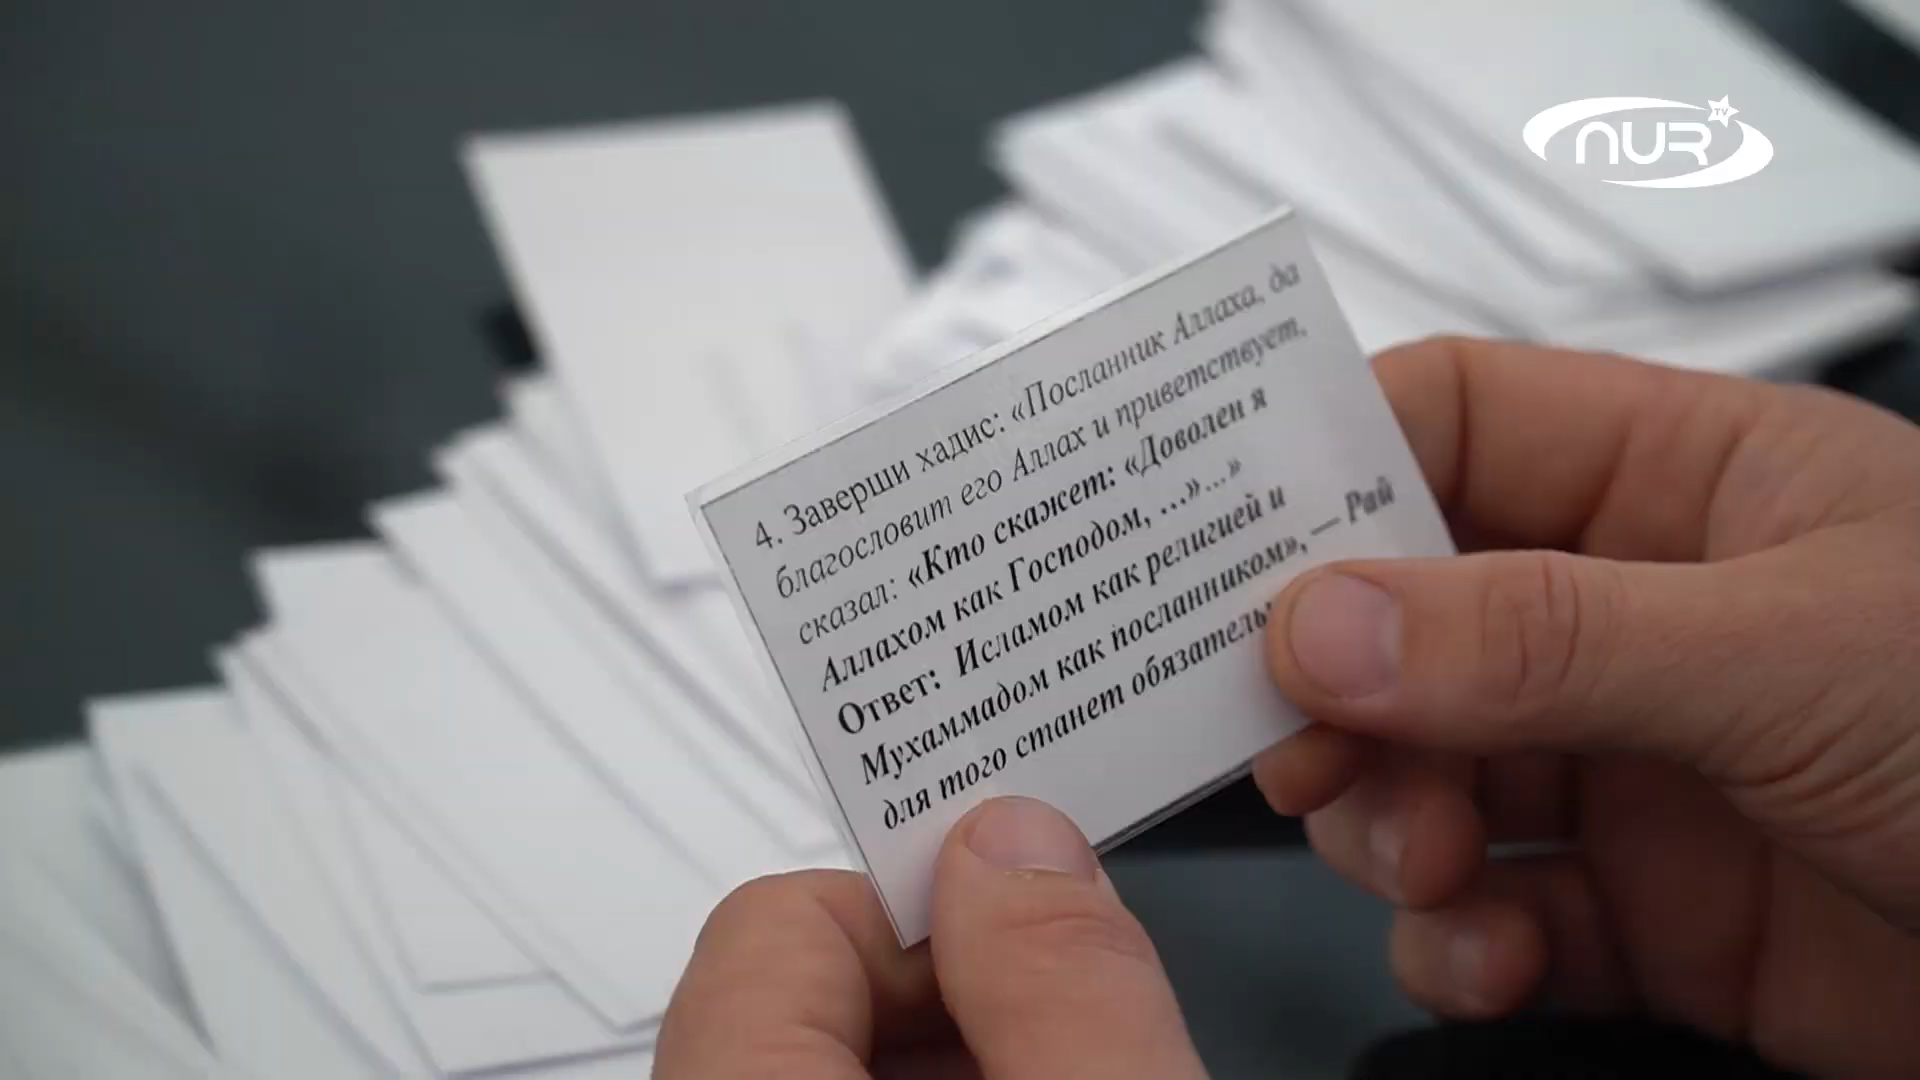 NUR TV
4. Заверши хадис: «Посланник Аллаха, да
благословит его Аллах и приветствует,
сказал: «Кто скажет: «Доволен я
Аллахом как Господом, ...»...»
Ответ: Исламом как религией и
Мухаммадом как посланником», — Рай
для того станет